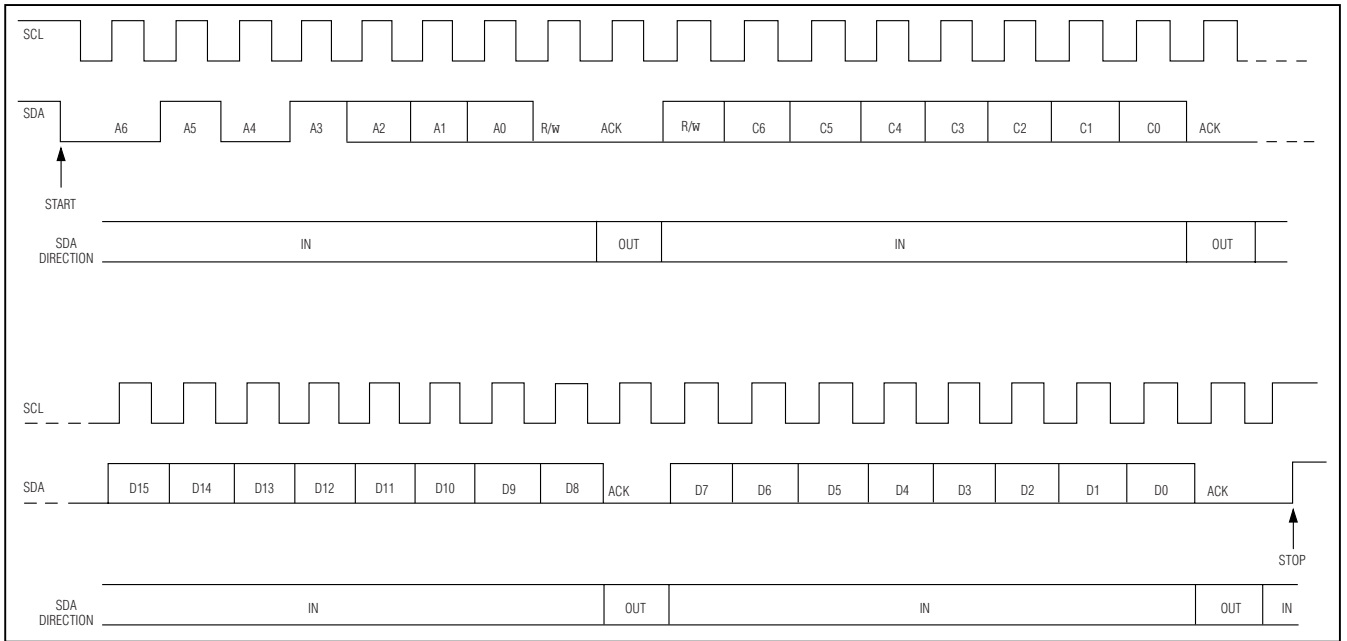 SCL
SDA A6 A5 A4 A3 A2 A1 A0 R/W ACK R/W C6 C5 C4 C3 C2 C1 C0 ACK
START
SDA DIRECTION IN OUT IN OUT
SCL
SDA D15 D14 D13 D12 D11 D10 D9 D8 ACK D7 D6 D5 D4 D3 D2 D1 D0 ACK
STOP
SDA DIRECTION IN OUT IN OUT IN